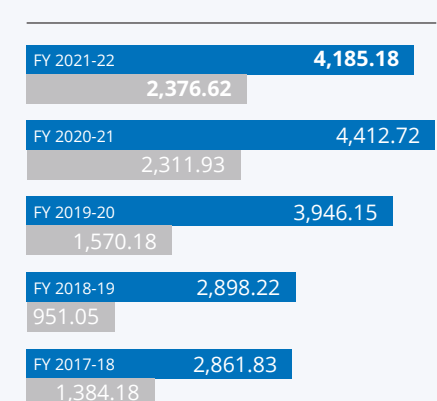 FY 2021-22 4,185.18
2,376.62
FY 2020-21 4,412.72
2,311.93
FY 2019-20 3,946.15
1,570.18
FY 2018-19 2,898.22
951.05
FY 2017-18 2,861.83
1,384.18